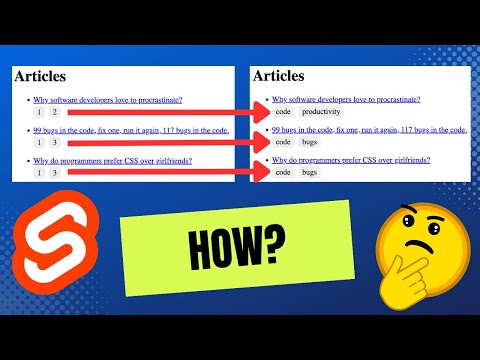 Articles
Why software developers love to procrastinate?
1 2
99 bugs in the code, fix one, run it again, 117 bugs in the code.
1 3
Why do programmers prefer CSS over girlfriends?
1 3
Articles
Why software developers love to procrastinate?
code productivity
99 bugs in the code, fix one, run it again, 117 bugs in the code.
code bugs
Why do programmers prefer CSS over girlfriends?
code bugs
HOW?